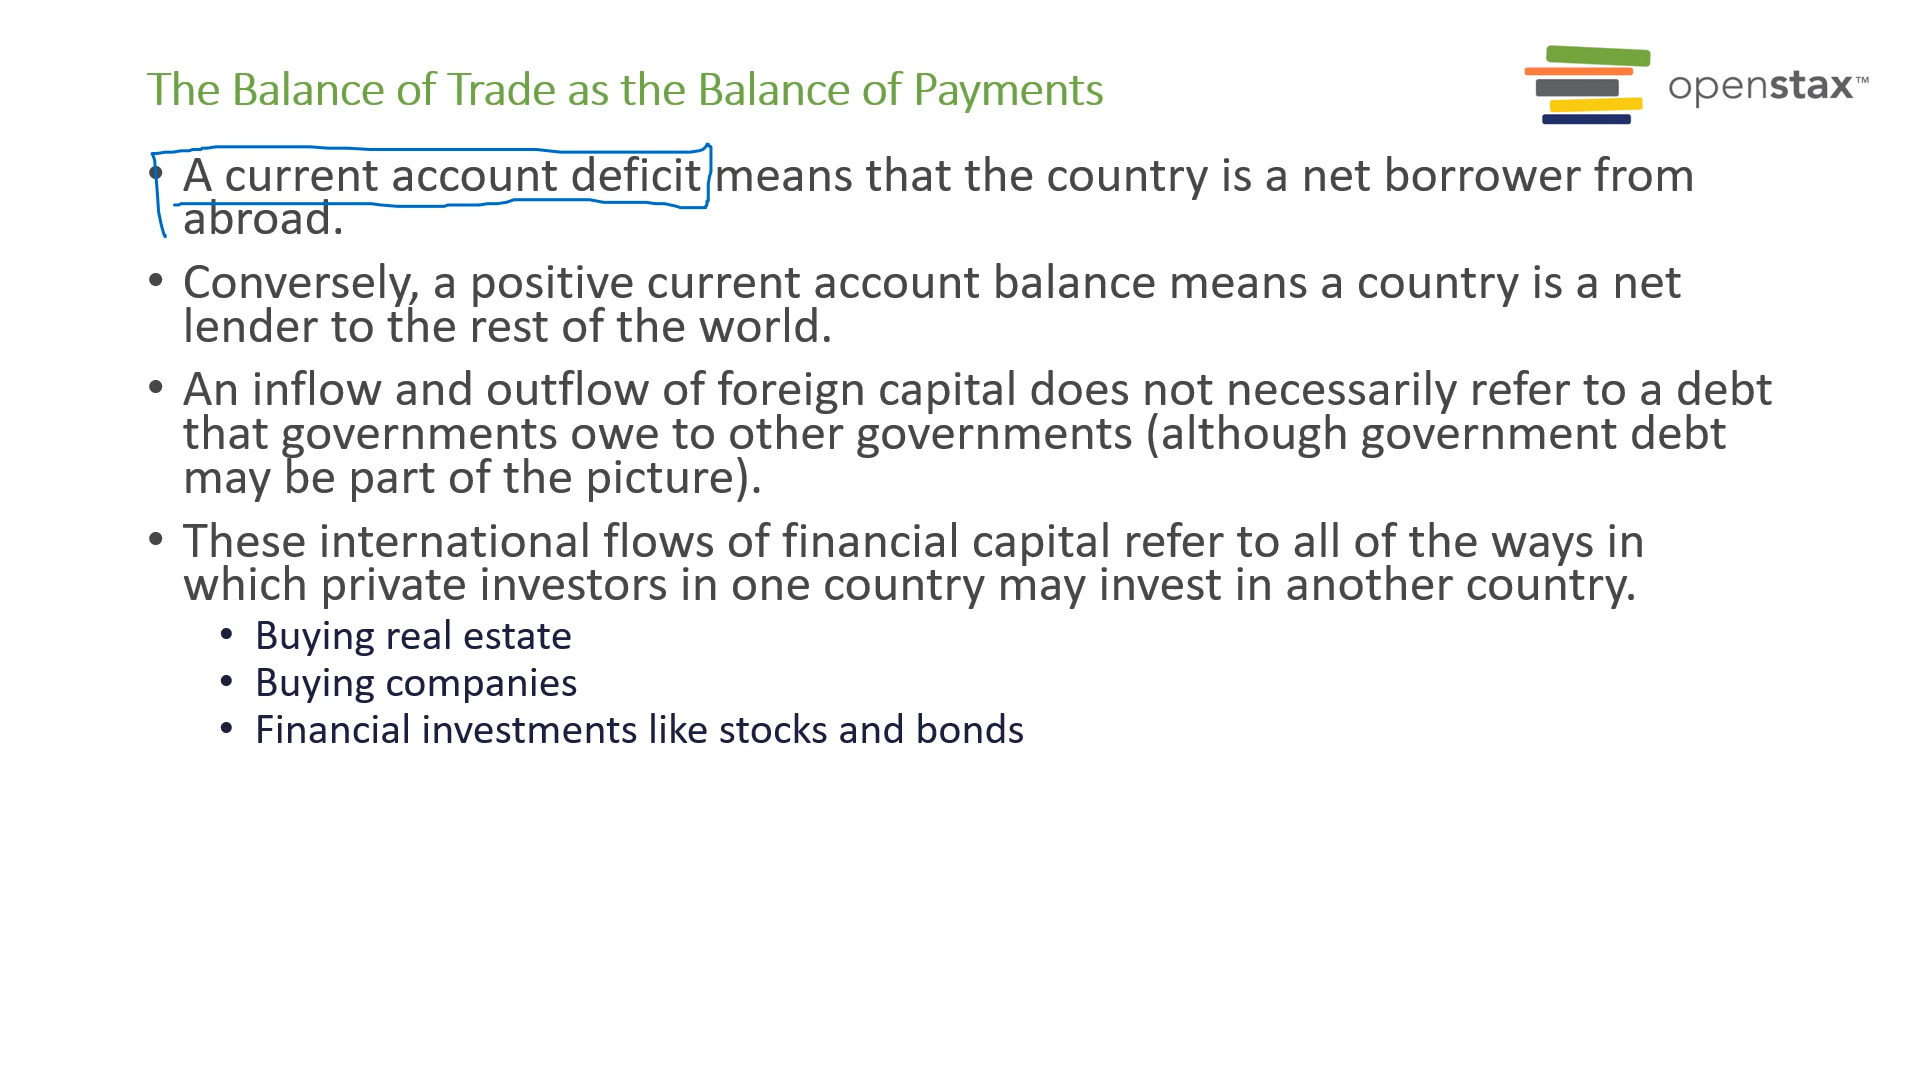 The Balance of Trade as the Balance of Payments
openstax™
• A current account deficit means that the country is a net borrower from
abroad.
• Conversely, a positive current account balance means a country is a net
lender to the rest of the world.
• An inflow and outflow of foreign capital does not necessarily refer to a debt
that governments owe to other governments (although government debt
may be part of the picture).
• These international flows of financial capital refer to all of the ways in
which private investors in one country may invest in another country.
• Buying real estate
• Buying companies
• Financial investments like stocks and bonds